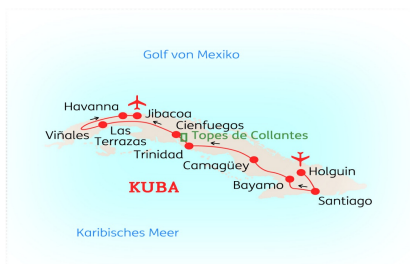 Golf von Mexiko
Havanna
Jibacoa
Cienfuegos
Viñales
Las
Terrazas
Topes de Collantes
Trinidad
Camagüey
Holguin
KUBA
Bayamo
Santiago
Karibisches Meer